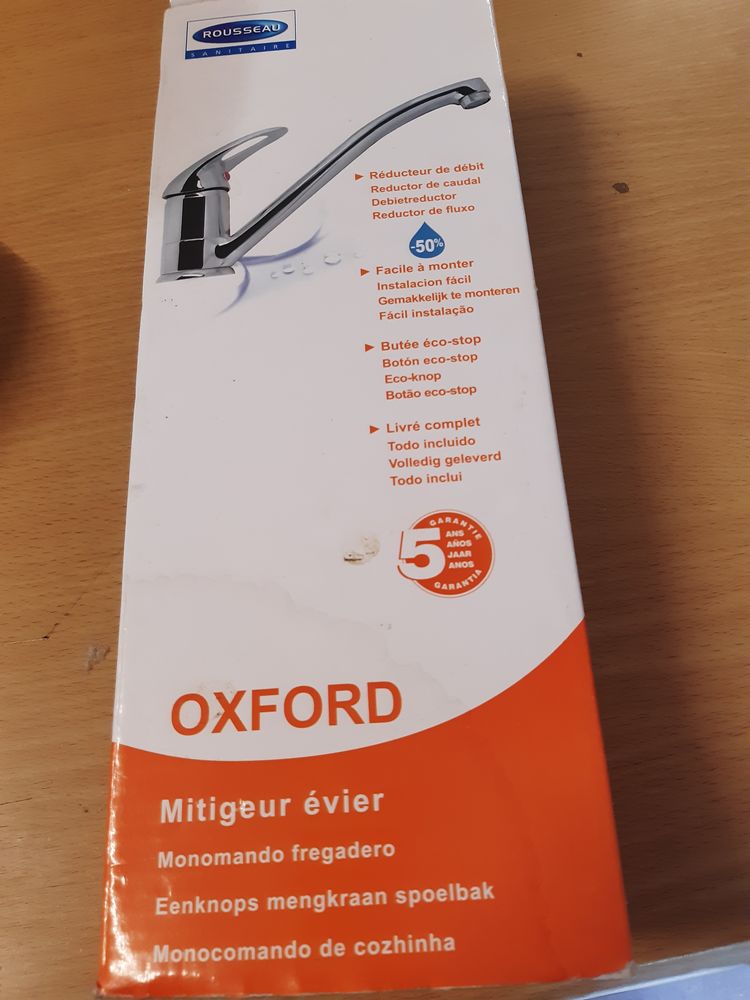 ROUSSEAU
SANITAIRE
Réducteur de débit
Reductor de caudal
Debietreductor
Reductor de fluxo
-50%
Facile à monter
Instalacion fácil
Gemakkelijk te monteren
Fácil instalação
Butée éco-stop
Botón eco-stop
Eco-knop
Botão eco-stop
Livré complet
Todo incluido
Volledig geleverd
Todo inclui
GARANTIE
5
ANS
AÑOS
JAAR
ANOS
GARANTIA
OXFORD
Mitigeur évier
Monomando fregadero
Eenknops mengkraan spoelbak
Monocomando de cozhinha